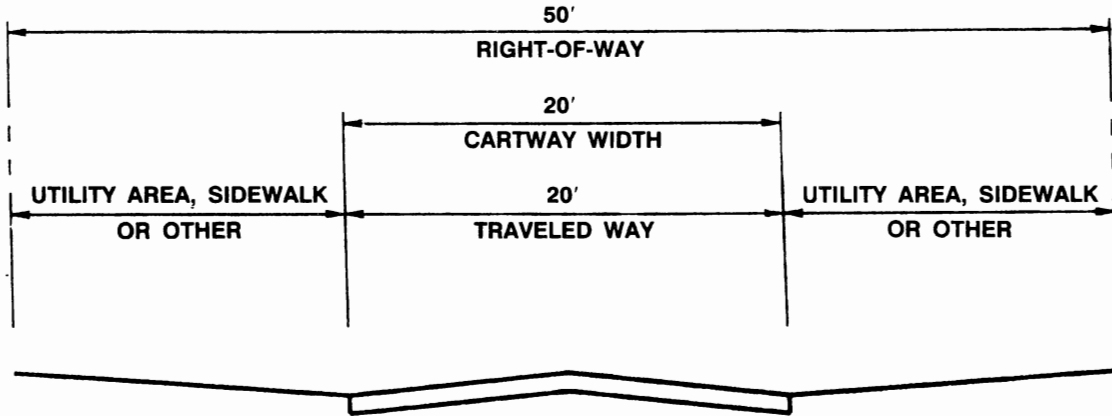 50′
RIGHT-OF-WAY
20′
CARTWAY WIDTH
UTILITY AREA, SIDEWALK
OR OTHER
20′
TRAVELED WAY
UTILITY AREA, SIDEWALK
OR OTHER